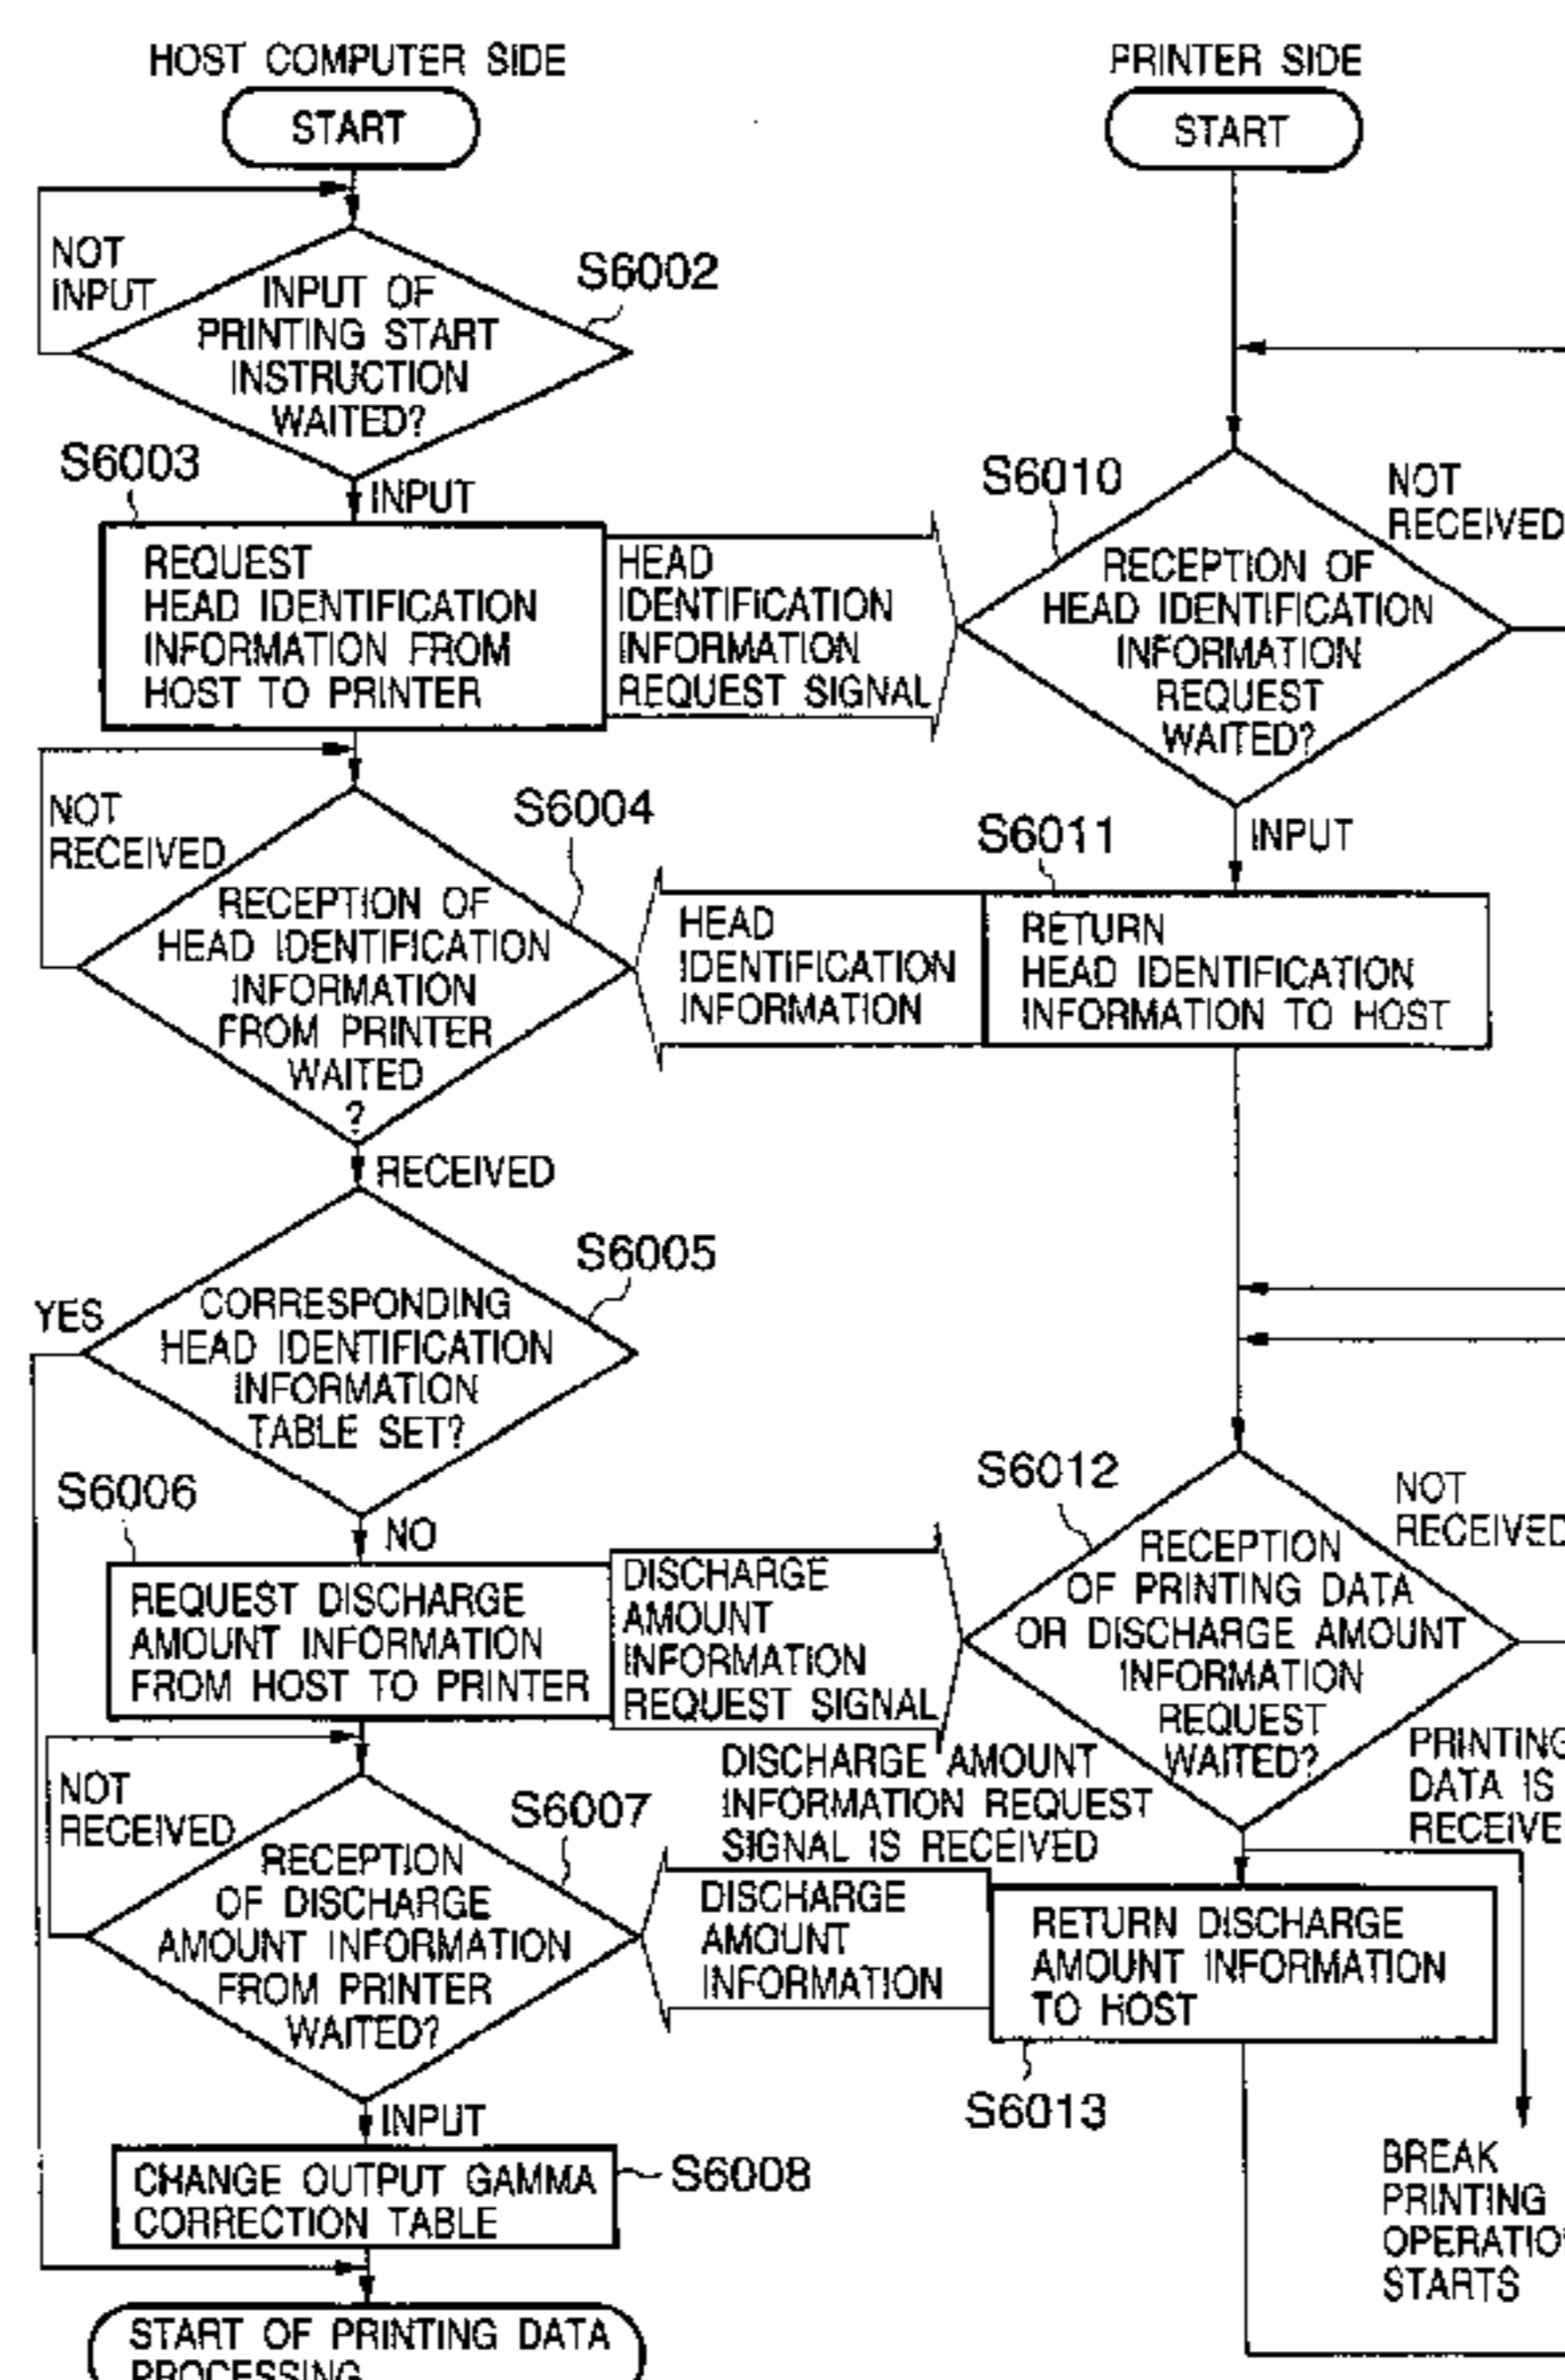 HOST COMPUTER SIDE
START
NOT
INPUT
S6002
INPUT OF
PRINTING START
INSTRUCTION
WAITED?
S6003
INPUT
REQUEST
HEAD IDENTIFICATION
INFORMATION FROM
HOST TO PRINTER
HEAD
IDENTIFICATION
INFORMATION
REQUEST SIGNAL
NOT
RECEIVED
S6004
RECEPTION OF
HEAD IDENTIFICATION
INFORMATION
FROM PRINTER
WAITED
?
HEAD
IDENTIFICATION
INFORMATION
RECEIVED
S6005
YES
CORRESPONDING
HEAD IDENTIFICATION
INFORMATION
TABLE SET?
S6006
NO
REQUEST DISCHARGE
AMOUNT INFORMATION
FROM HOST TO PRINTER
DISCHARGE
AMOUNT
INFORMATION
REQUEST SIGNAL
NOT
RECEIVED
S6007
RECEPTION
OF DISCHARGE
AMOUNT INFORMATION
FROM PRINTER
WAITED?
DISCHARGE
AMOUNT
INFORMATION
INPUT
CHANGE OUTPUT GAMMA
CORRECTION TABLE
S6008
START OF PRINTING DATA
PROCESSING
PRINTER SIDE
START
S6010
NOT
RECEIVED
RECEPTION OF
HEAD IDENTIFICATION
INFORMATION
REQUEST
WAITED?
S6011
INPUT
RETURN
HEAD IDENTIFICATION
INFORMATION TO HOST
S6012
NOT
RECEIVED
RECEPTION
OF PRINTING DATA
OR DISCHARGE AMOUNT
INFORMATION
REQUEST
WAITED?
DISCHARGE AMOUNT
INFORMATION REQUEST
SIGNAL IS RECEIVED
PRINTING
DATA IS
RECEIVE
RETURN DISCHARGE
AMOUNT INFORMATION
TO HOST
S6013
BREAK
PRINTING
OPERATIO
STARTS